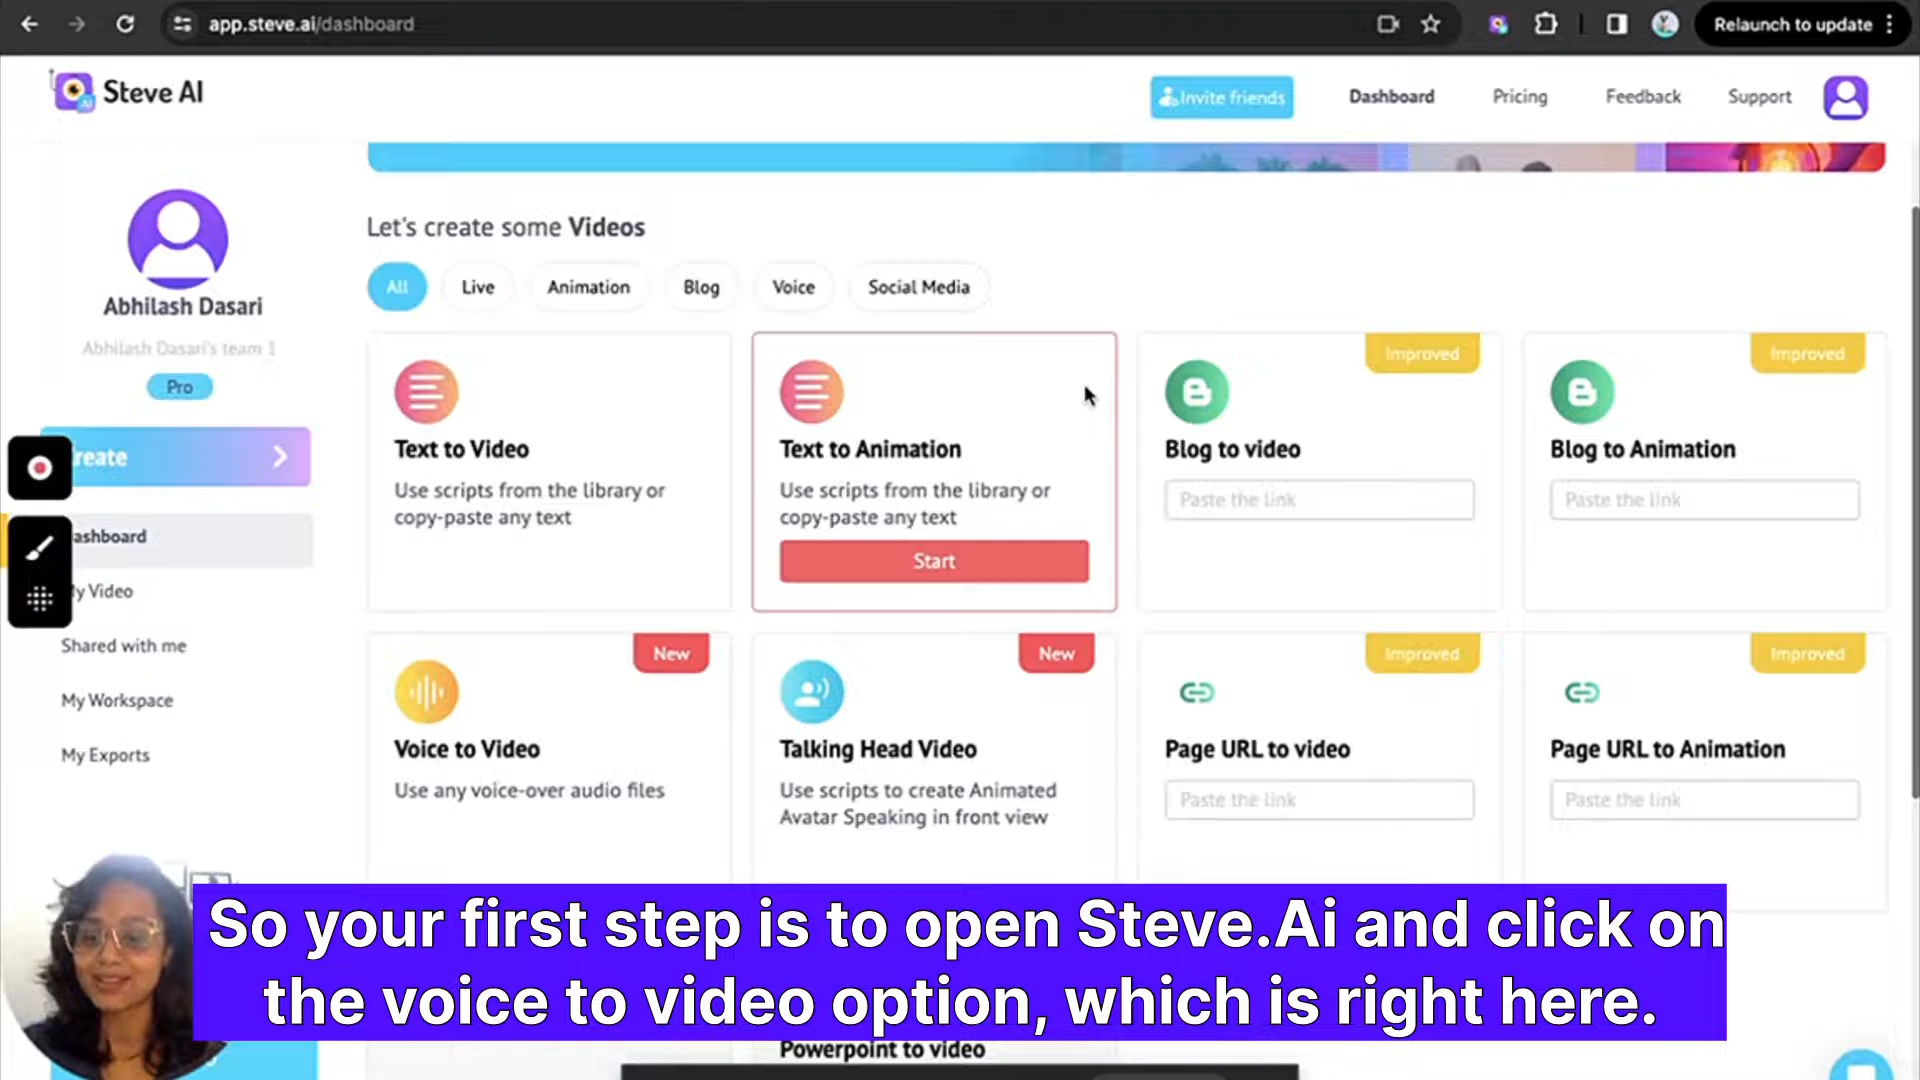 app.steve.ai/dashboard
Relaunch to update
Steve AI
Invite friends
Dashboard
Pricing
Feedback
Support
Abhilash Dasari
Abhilash Dasari's team 1
Pro
reate
ashboard
y Video
Shared with me
My Workspace
My Exports
Let's create some Videos
All
Live
Animation
Blog
Voice
Social Media
Text to Video
Use scripts from the library or
copy-paste any text
Text to Animation
Use scripts from the library or
copy-paste any text
Start
Improved
Blog to video
Paste the link
Improved
Blog to Animation
Paste the link
New
Voice to Video
Use any voice-over audio files
New
Talking Head Video
Use scripts to create Animated
Avatar Speaking in front view
Improved
Page URL to video
Paste the link
Improved
Page URL to Animation
Paste the link
So your first step is to open Steve.Ai and click on
the voice to video option, which is right here.
Powerpoint to video